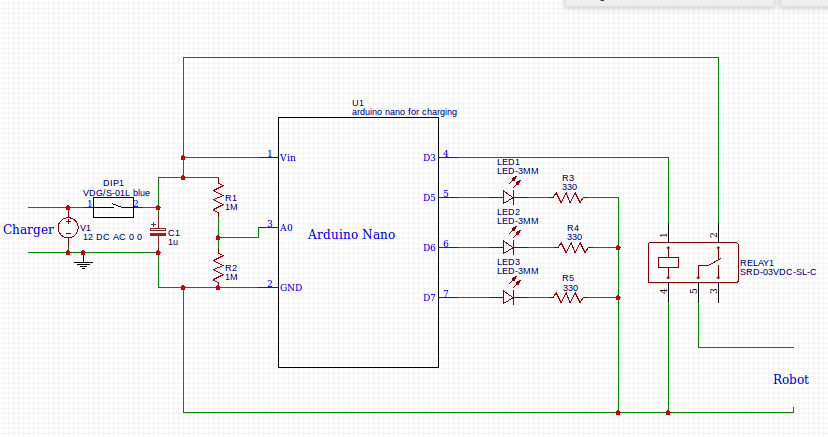 U1
arduino nano for charging
1
Vin
D3
4
LED1
LED-3MM
R3
330
DIP1
VDG/S-01L blue
1
2
R1
1M
D5
5
LED2
LED-3MM
R4
330
Charger
V1
12 DC AC 0 0
C1
1u
3
A0
Arduino Nano
D6
6
1
2
LED3
LED-3MM
R5
330
RELAY1
SRD-03VDC-SL-C
R2
1M
2
GND
D7
7
4
5
3
Robot